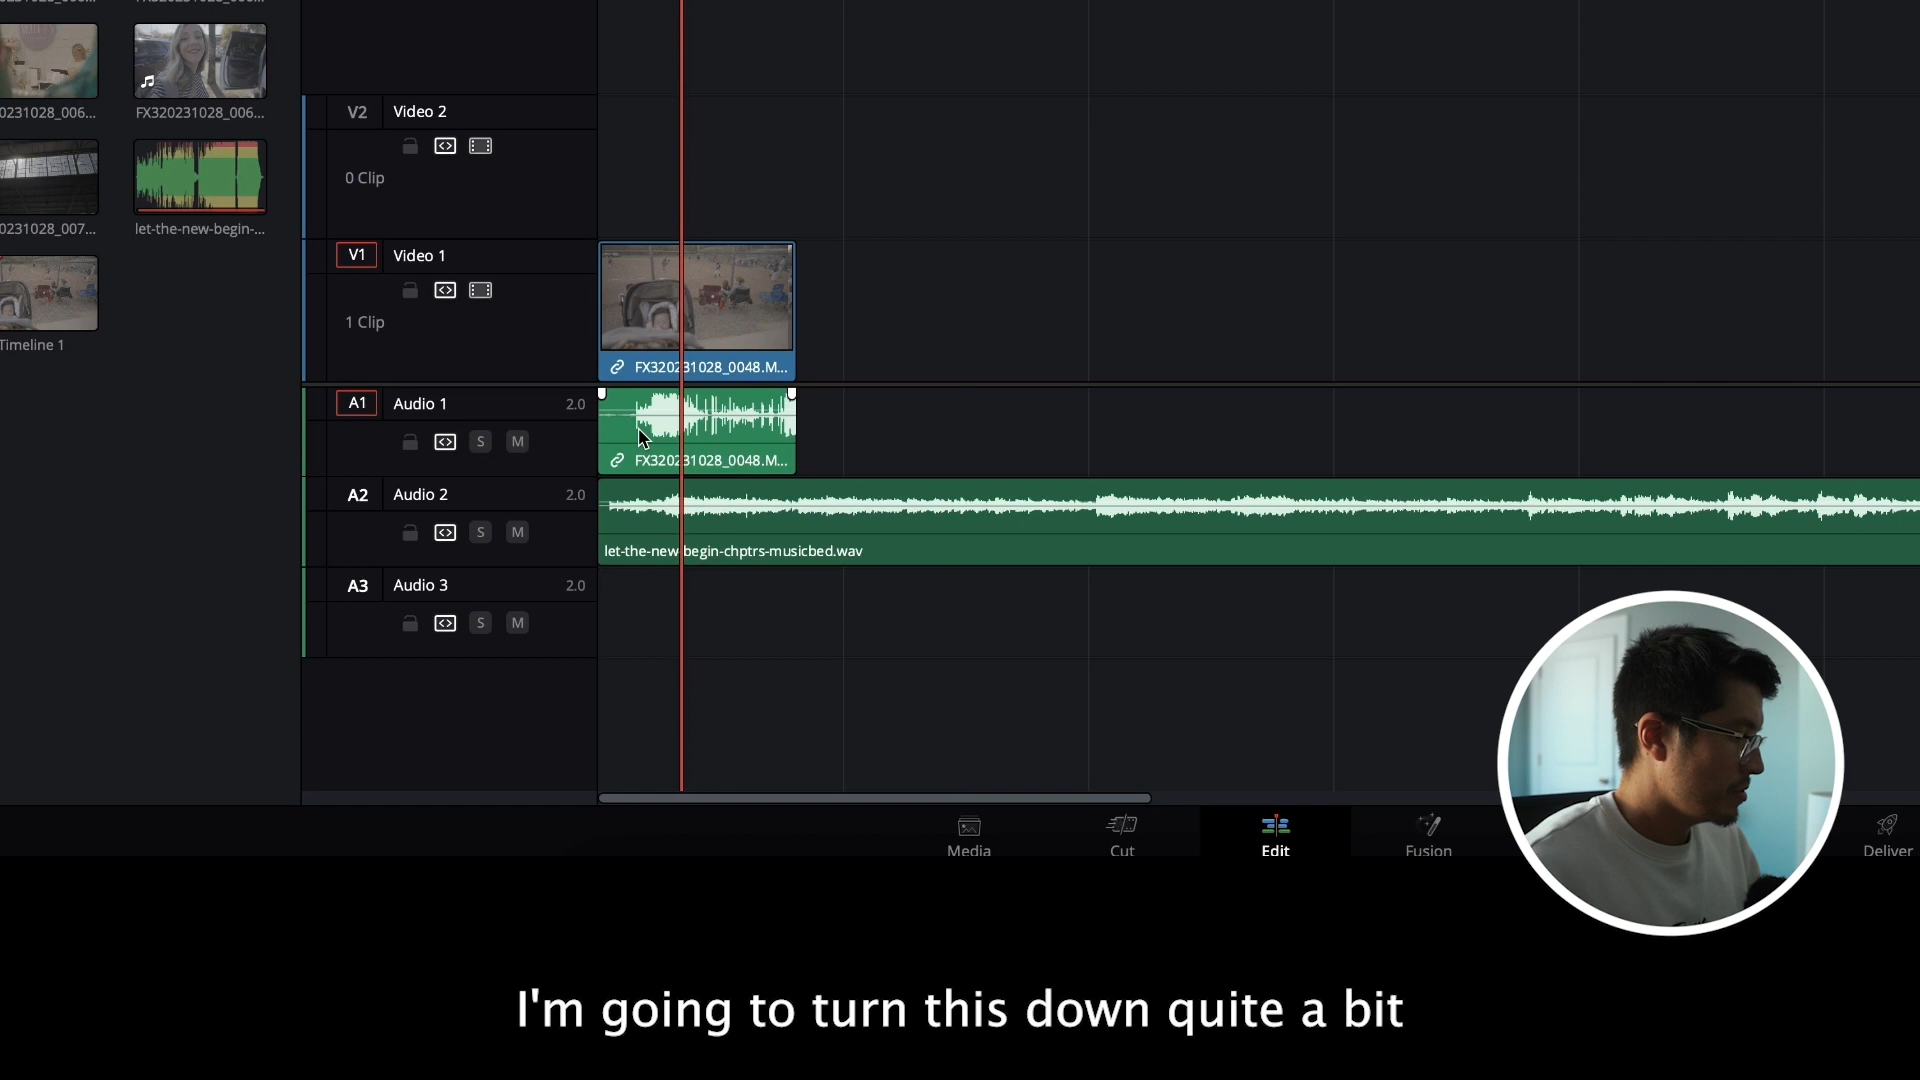 0231028_006...
FX320231028_006...
0231028_007...
let-the-new-begin-...
Timeline 1
V2 Video 2
0 Clip
V1 Video 1
1 Clip
FX320231028_0048.M...
A1 Audio 1 2.0
S M
FX320231028_0048.M...
A2 Audio 2 2.0
S M
let-the-new-begin-chptrs-musicbed.wav
A3 Audio 3 2.0
S M
Media Cut Edit Fusion Deliver
I'm going to turn this down quite a bit